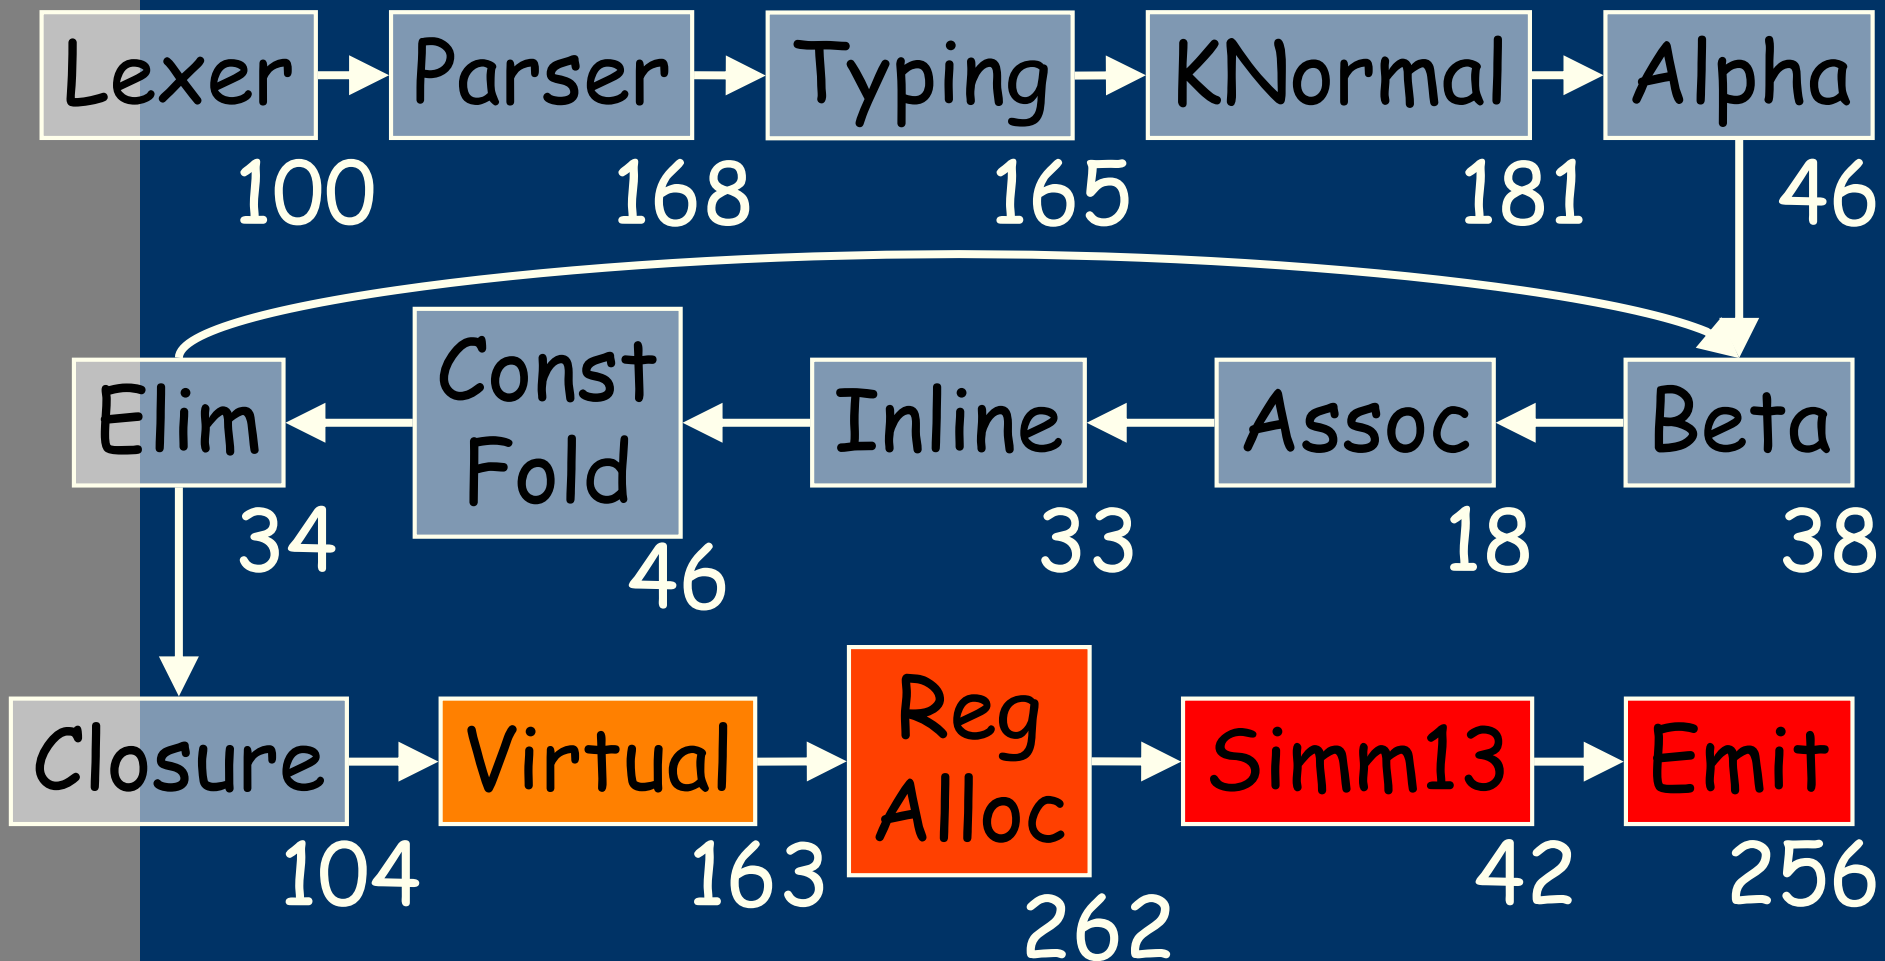 Lexer
Parser
Typing
KNormal
Alpha
100
168
165
181
46
Elim
Const
Fold
Inline
Assoc
Beta
34
46
33
18
38
Closure
Virtual
Reg
Alloc
Simm13
Emit
104
163
262
42
256